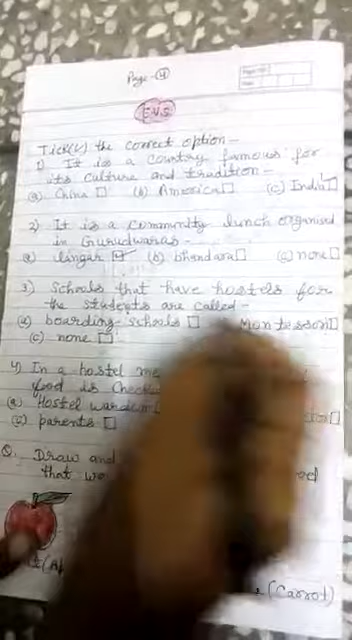 Page-④
E.V.S
Tick(✓) the correct option-
1) It is a country famous for
its culture and tradition-
(a) China □ (b) America □ (c) India □
2) It is a community lunch organised
in Gurudwaras-
(a) langar ☑ (b) bhandara □ (c) none □
3) Schools that have hostels for
the students are called-
(a) boarding schools □ Montessori □
(c) none □
4) In a hostel me
food is check
(a) Hostel warden
(c) parents □
Q. Draw and
that we
(Carrot)